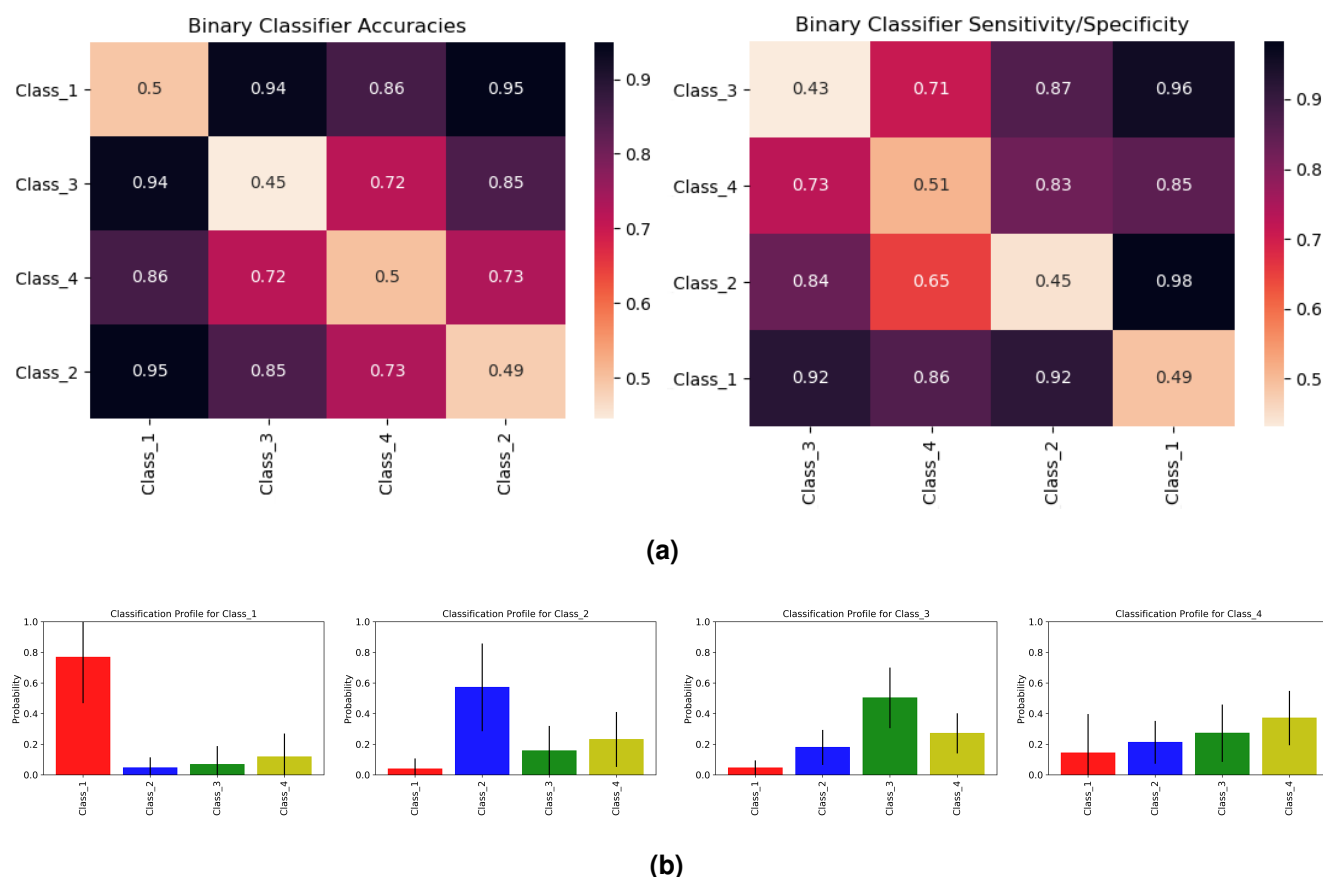 Binary Classifier Accuracies
Class_1 0.5 0.94 0.86 0.95
Class_3 0.94 0.45 0.72 0.85
Class_4 0.86 0.72 0.5 0.73
Class_2 0.95 0.85 0.73 0.49
Class_1 Class_3 Class_4 Class_2
0.9
0.8
0.7
0.6
0.5
Binary Classifier Sensitivity/Specificity
Class_3 0.43 0.71 0.87 0.96
Class_4 0.73 0.51 0.83 0.85
Class_2 0.84 0.65 0.45 0.98
Class_1 0.92 0.86 0.92 0.49
Class_3 Class_4 Class_2 Class_1
0.9
0.8
0.7
0.6
0.5
(a)
Classification Profile for Class_1
Probability
1.0
0.8
0.6
0.4
0.2
0.0
Class_1 Class_2 Class_3 Class_4
Classification Profile for Class_2
Probability
1.0
0.8
0.6
0.4
0.2
0.0
Class_1 Class_2 Class_3 Class_4
Classification Profile for Class_3
Probability
1.0
0.8
0.6
0.4
0.2
0.0
Class_1 Class_2 Class_3 Class_4
Classification Profile for Class_4
Probability
1.0
0.8
0.6
0.4
0.2
0.0
Class_1 Class_2 Class_3 Class_4
(b)